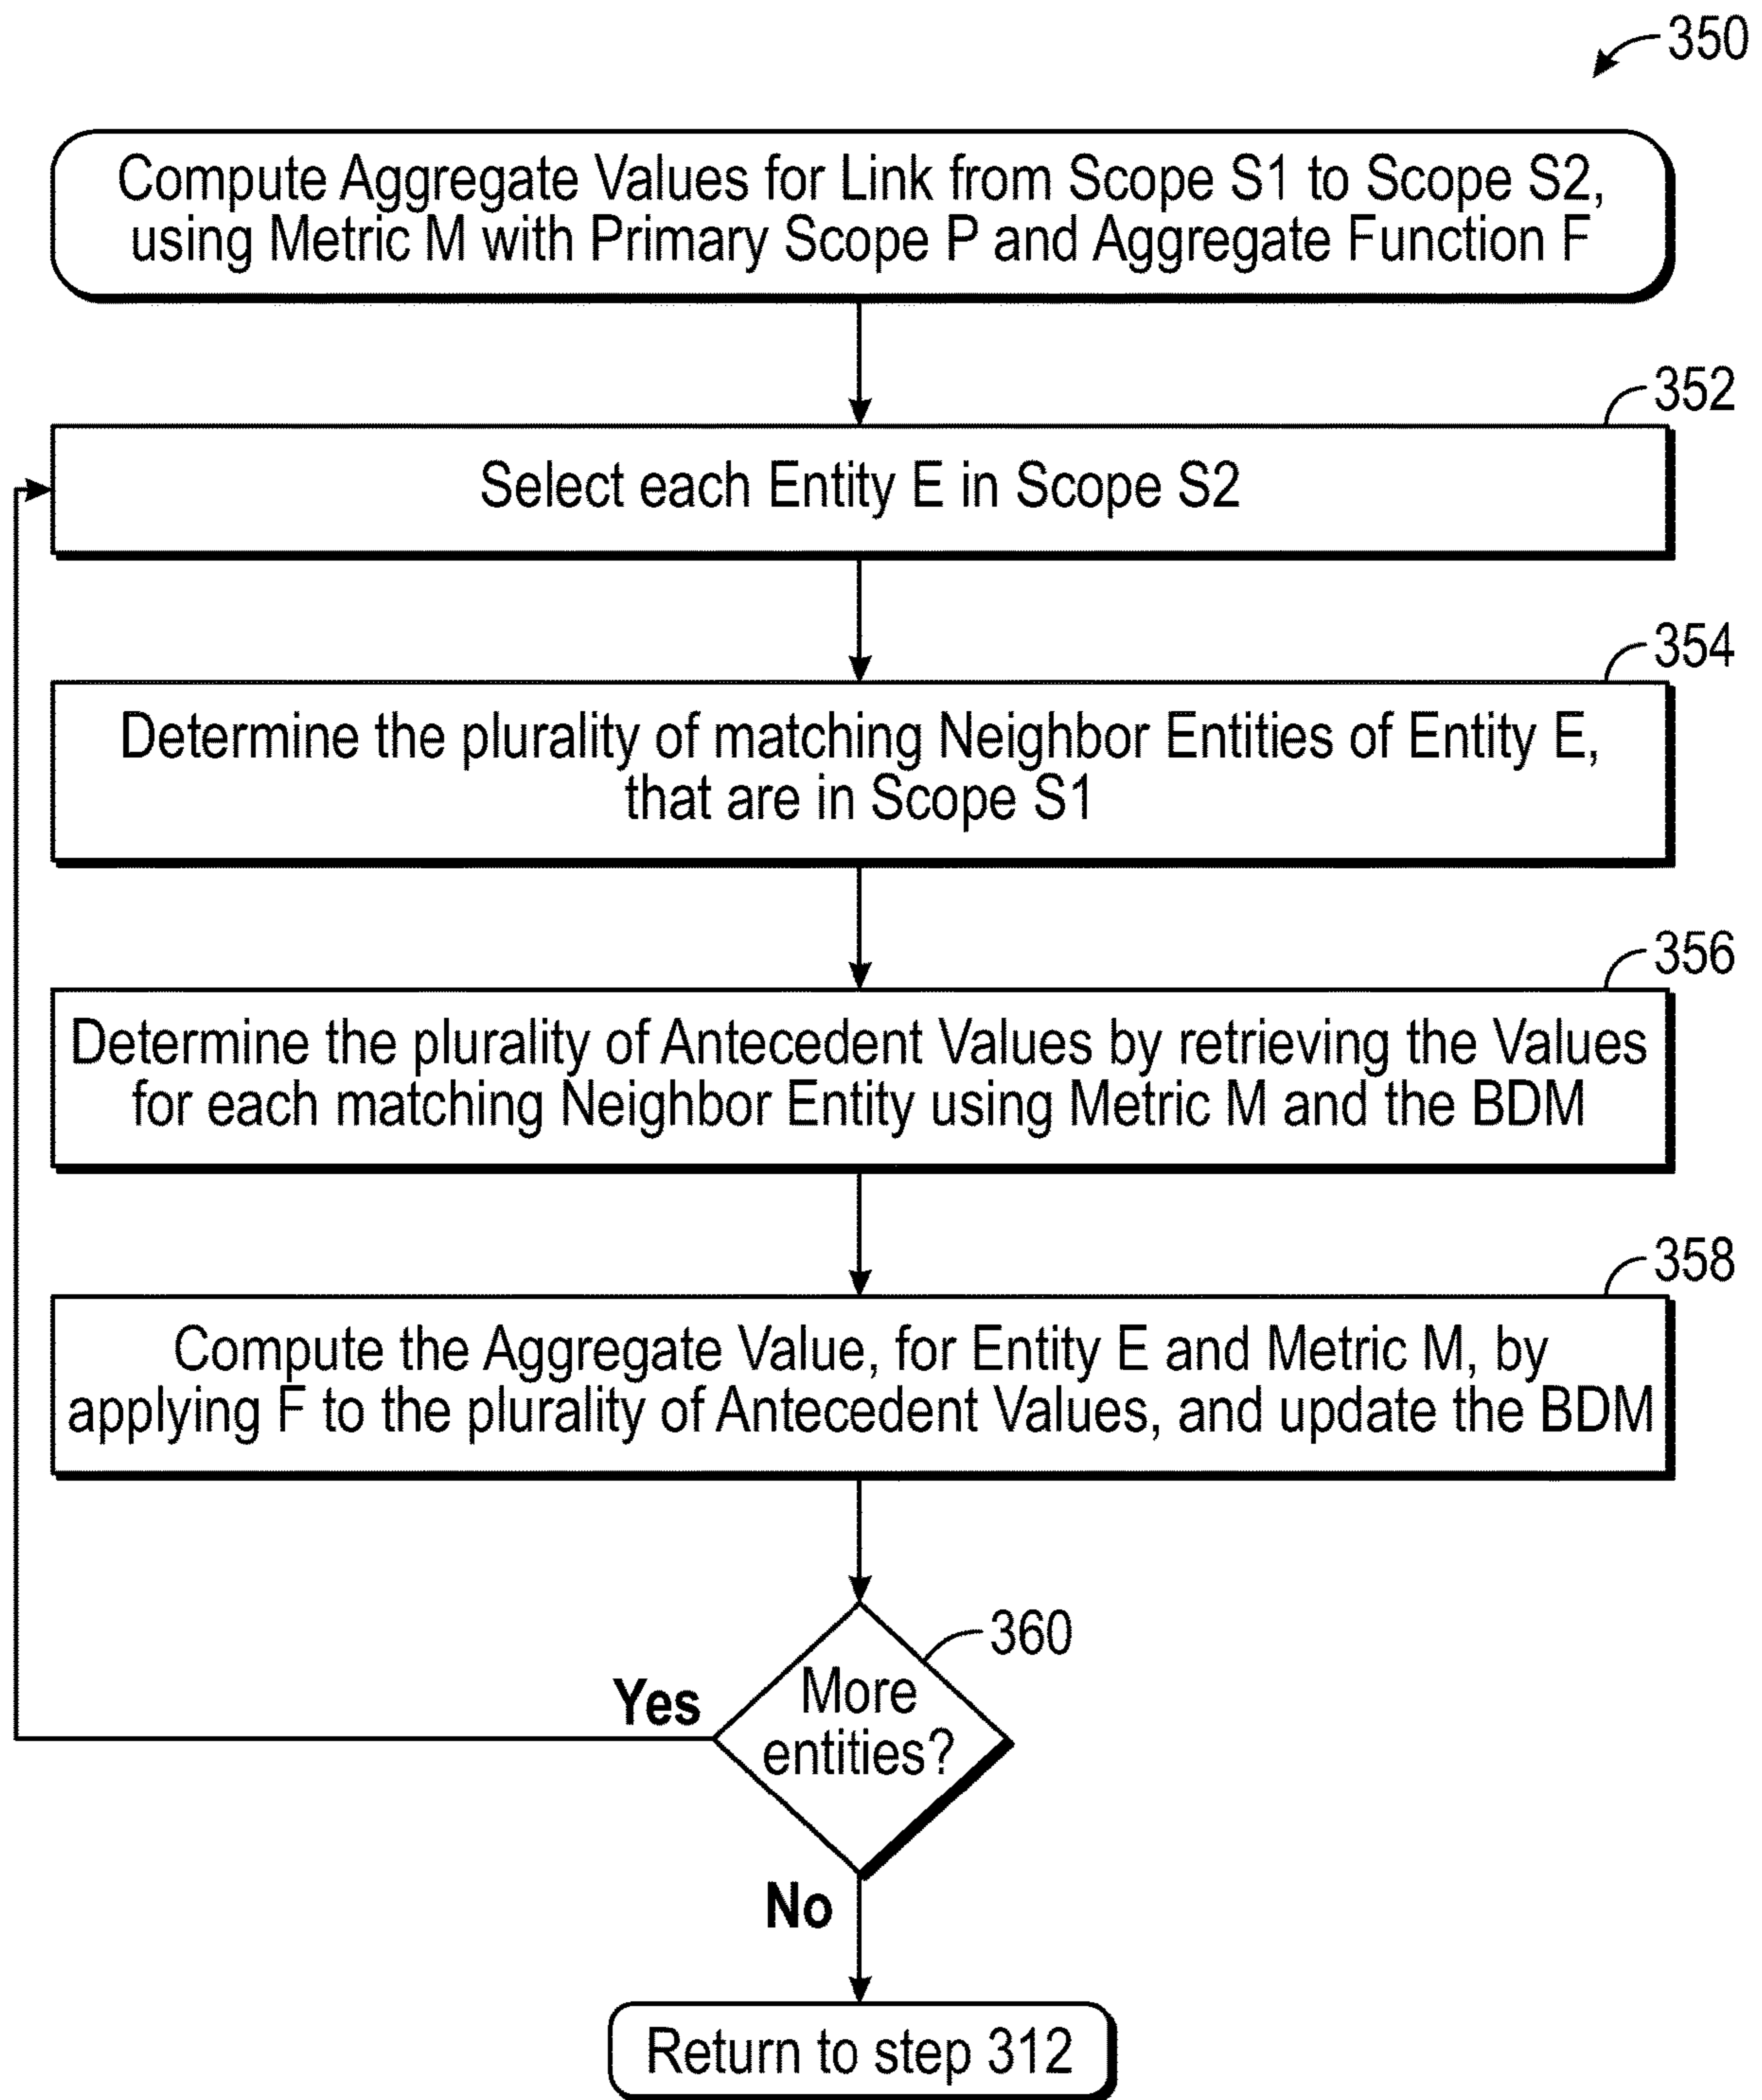 350
Compute Aggregate Values for Link from Scope S1 to Scope S2,
using Metric M with Primary Scope P and Aggregate Function F
352
Select each Entity E in Scope S2
354
Determine the plurality of matching Neighbor Entities of Entity E,
that are in Scope S1
356
Determine the plurality of Antecedent Values by retrieving the Values
for each matching Neighbor Entity using Metric M and the BDM
358
Compute the Aggregate Value, for Entity E and Metric M, by
applying F to the plurality of Antecedent Values, and update the BDM
360
More
entities?
Yes
No
Return to step 312